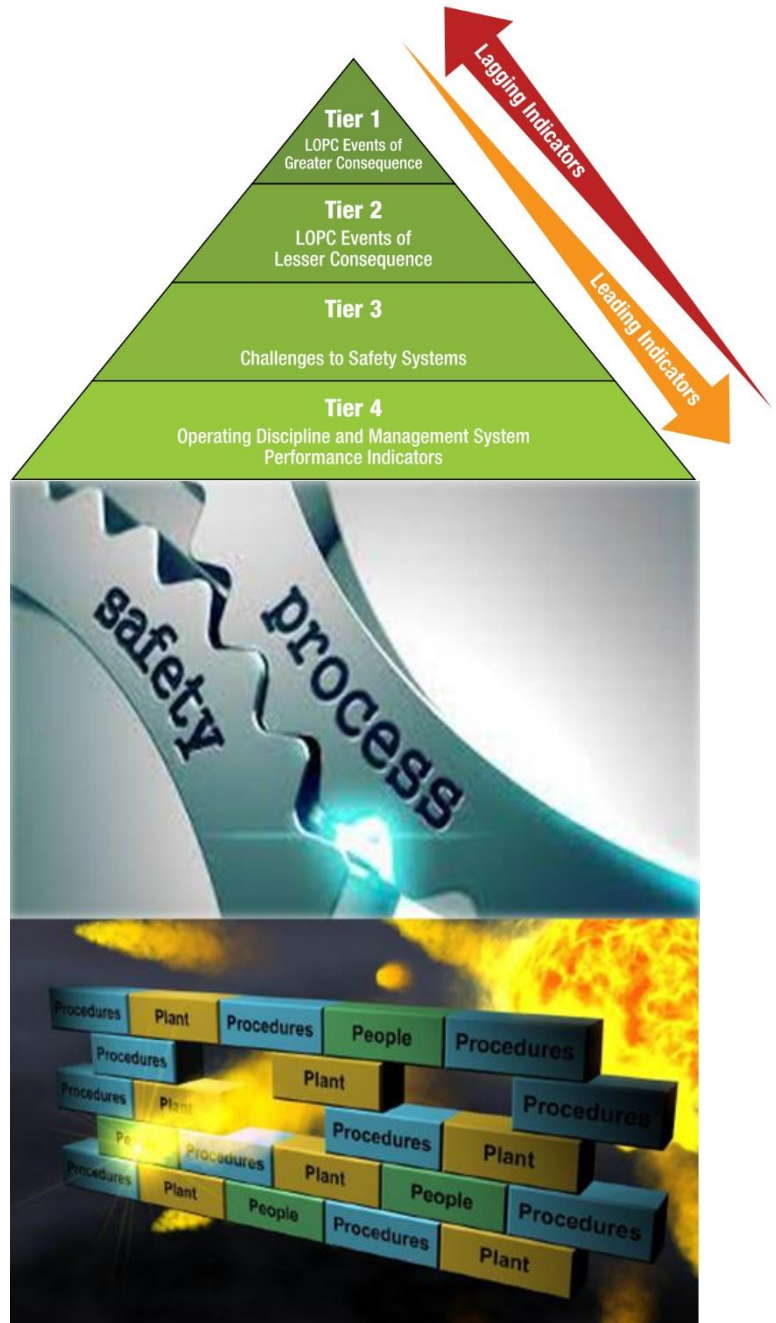 Tier 1
LOPC Events of
Greater Consequence
Tier 2
LOPC Events of
Lesser Consequence
Tier 3
Challenges to Safety Systems
Tier 4
Operating Discipline and Management System
Performance Indicators
Lagging Indicators
Leading Indicators
safety
process
Procedures Plant Procedures People Procedures
Procedures Plant Procedures
Procedures Plant Procedures Plant
People Procedures Plant People Procedures
Procedures Plant People Procedures Plant